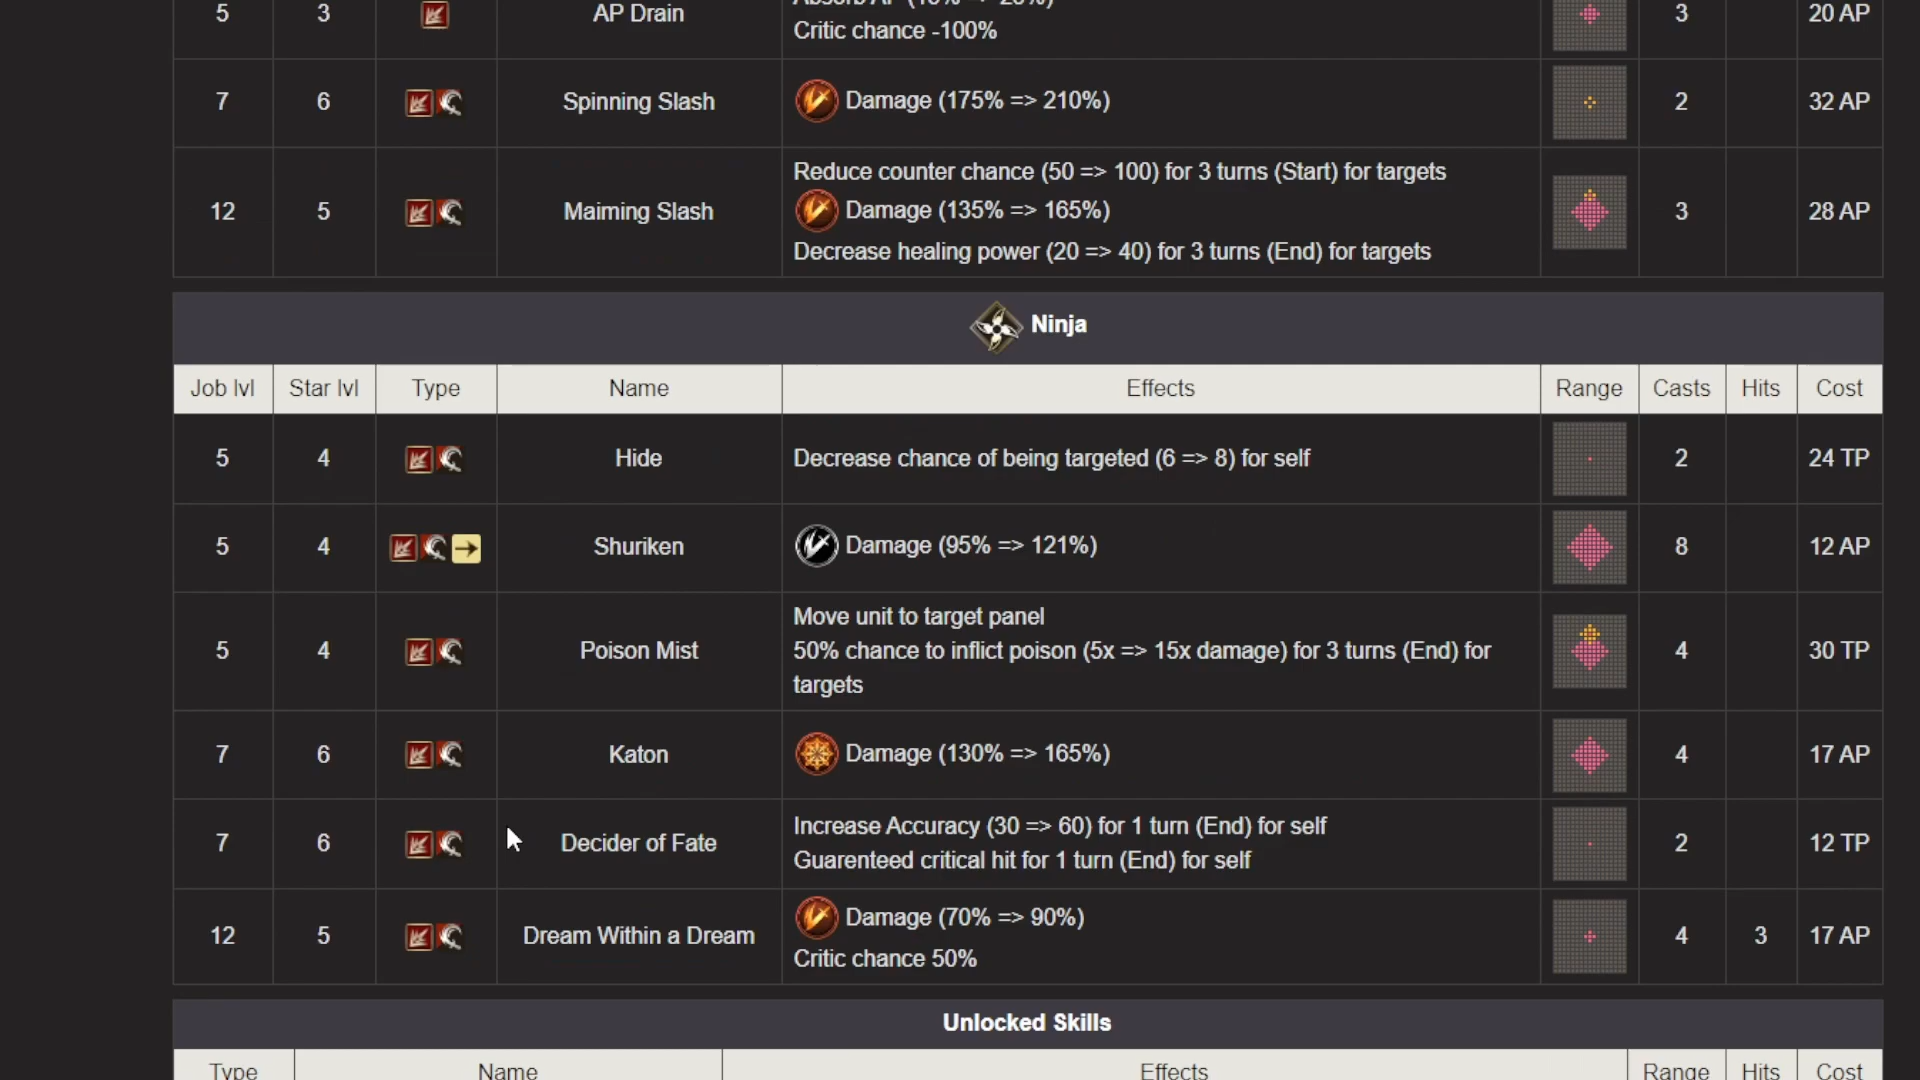 5 3 AP Drain Critic chance -100% 3 20 AP
7 6 Spinning Slash Damage (175% => 210%) 2 32 AP
Reduce counter chance (50 => 100) for 3 turns (Start) for targets
12 5 Maiming Slash Damage (135% => 165%) 3 28 AP
Decrease healing power (20 => 40) for 3 turns (End) for targets
Ninja
Job lvl Star lvl Type Name Effects Range Casts Hits Cost
5 4 Hide Decrease chance of being targeted (6 => 8) for self 2 24 TP
5 4 Shuriken Damage (95% => 121%) 8 12 AP
Move unit to target panel
5 4 Poison Mist 50% chance to inflict poison (5x => 15x damage) for 3 turns (End) for 4 30 TP
targets
7 6 Katon Damage (130% => 165%) 4 17 AP
Increase Accuracy (30 => 60) for 1 turn (End) for self
7 6 Decider of Fate 2 12 TP
Guarenteed critical hit for 1 turn (End) for self
Damage (70% => 90%)
12 5 Dream Within a Dream 4 3 17 AP
Critic chance 50%
Unlocked Skills
Type Name Effects Range Hits Cost